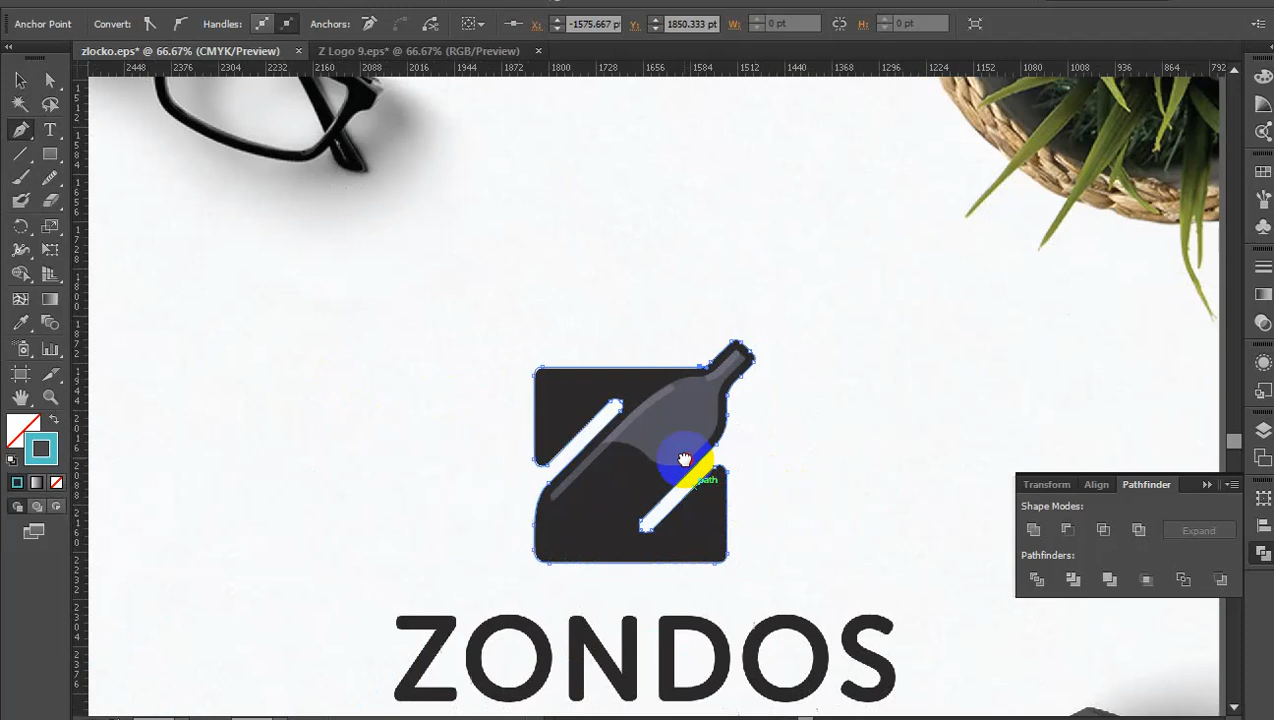 Anchor Point Convert: Handles: Anchors: X: -1575.667 pt Y: 1850.333 pt W: 0 pt H: 0 pt
zlocko.eps* @ 66.67% (CMYK/Preview) × Z Logo 9.eps* @ 66.67% (RGB/Preview) ×
2448 2376 2304 2232 2160 2088 2016 1944 1872 1800 1728 1656 1584 1512 1440 1368 1296 1224 1152 1080 1008 936 864 792
path
Transform Align Pathfinder
Shape Modes:
Expand
Pathfinders:
ZONDOS